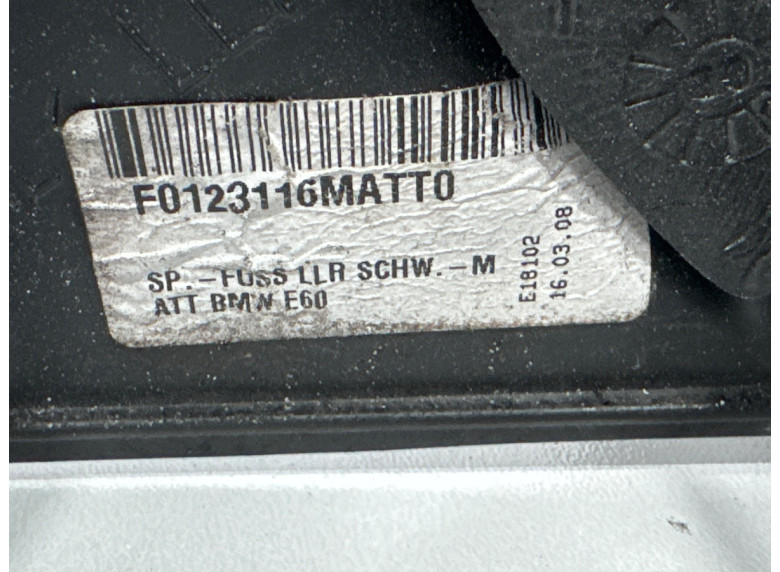 F0123116MATT0
SP.-FUSS LLR SCHW.-M
ATT BMW E60
E18102
16.03.08